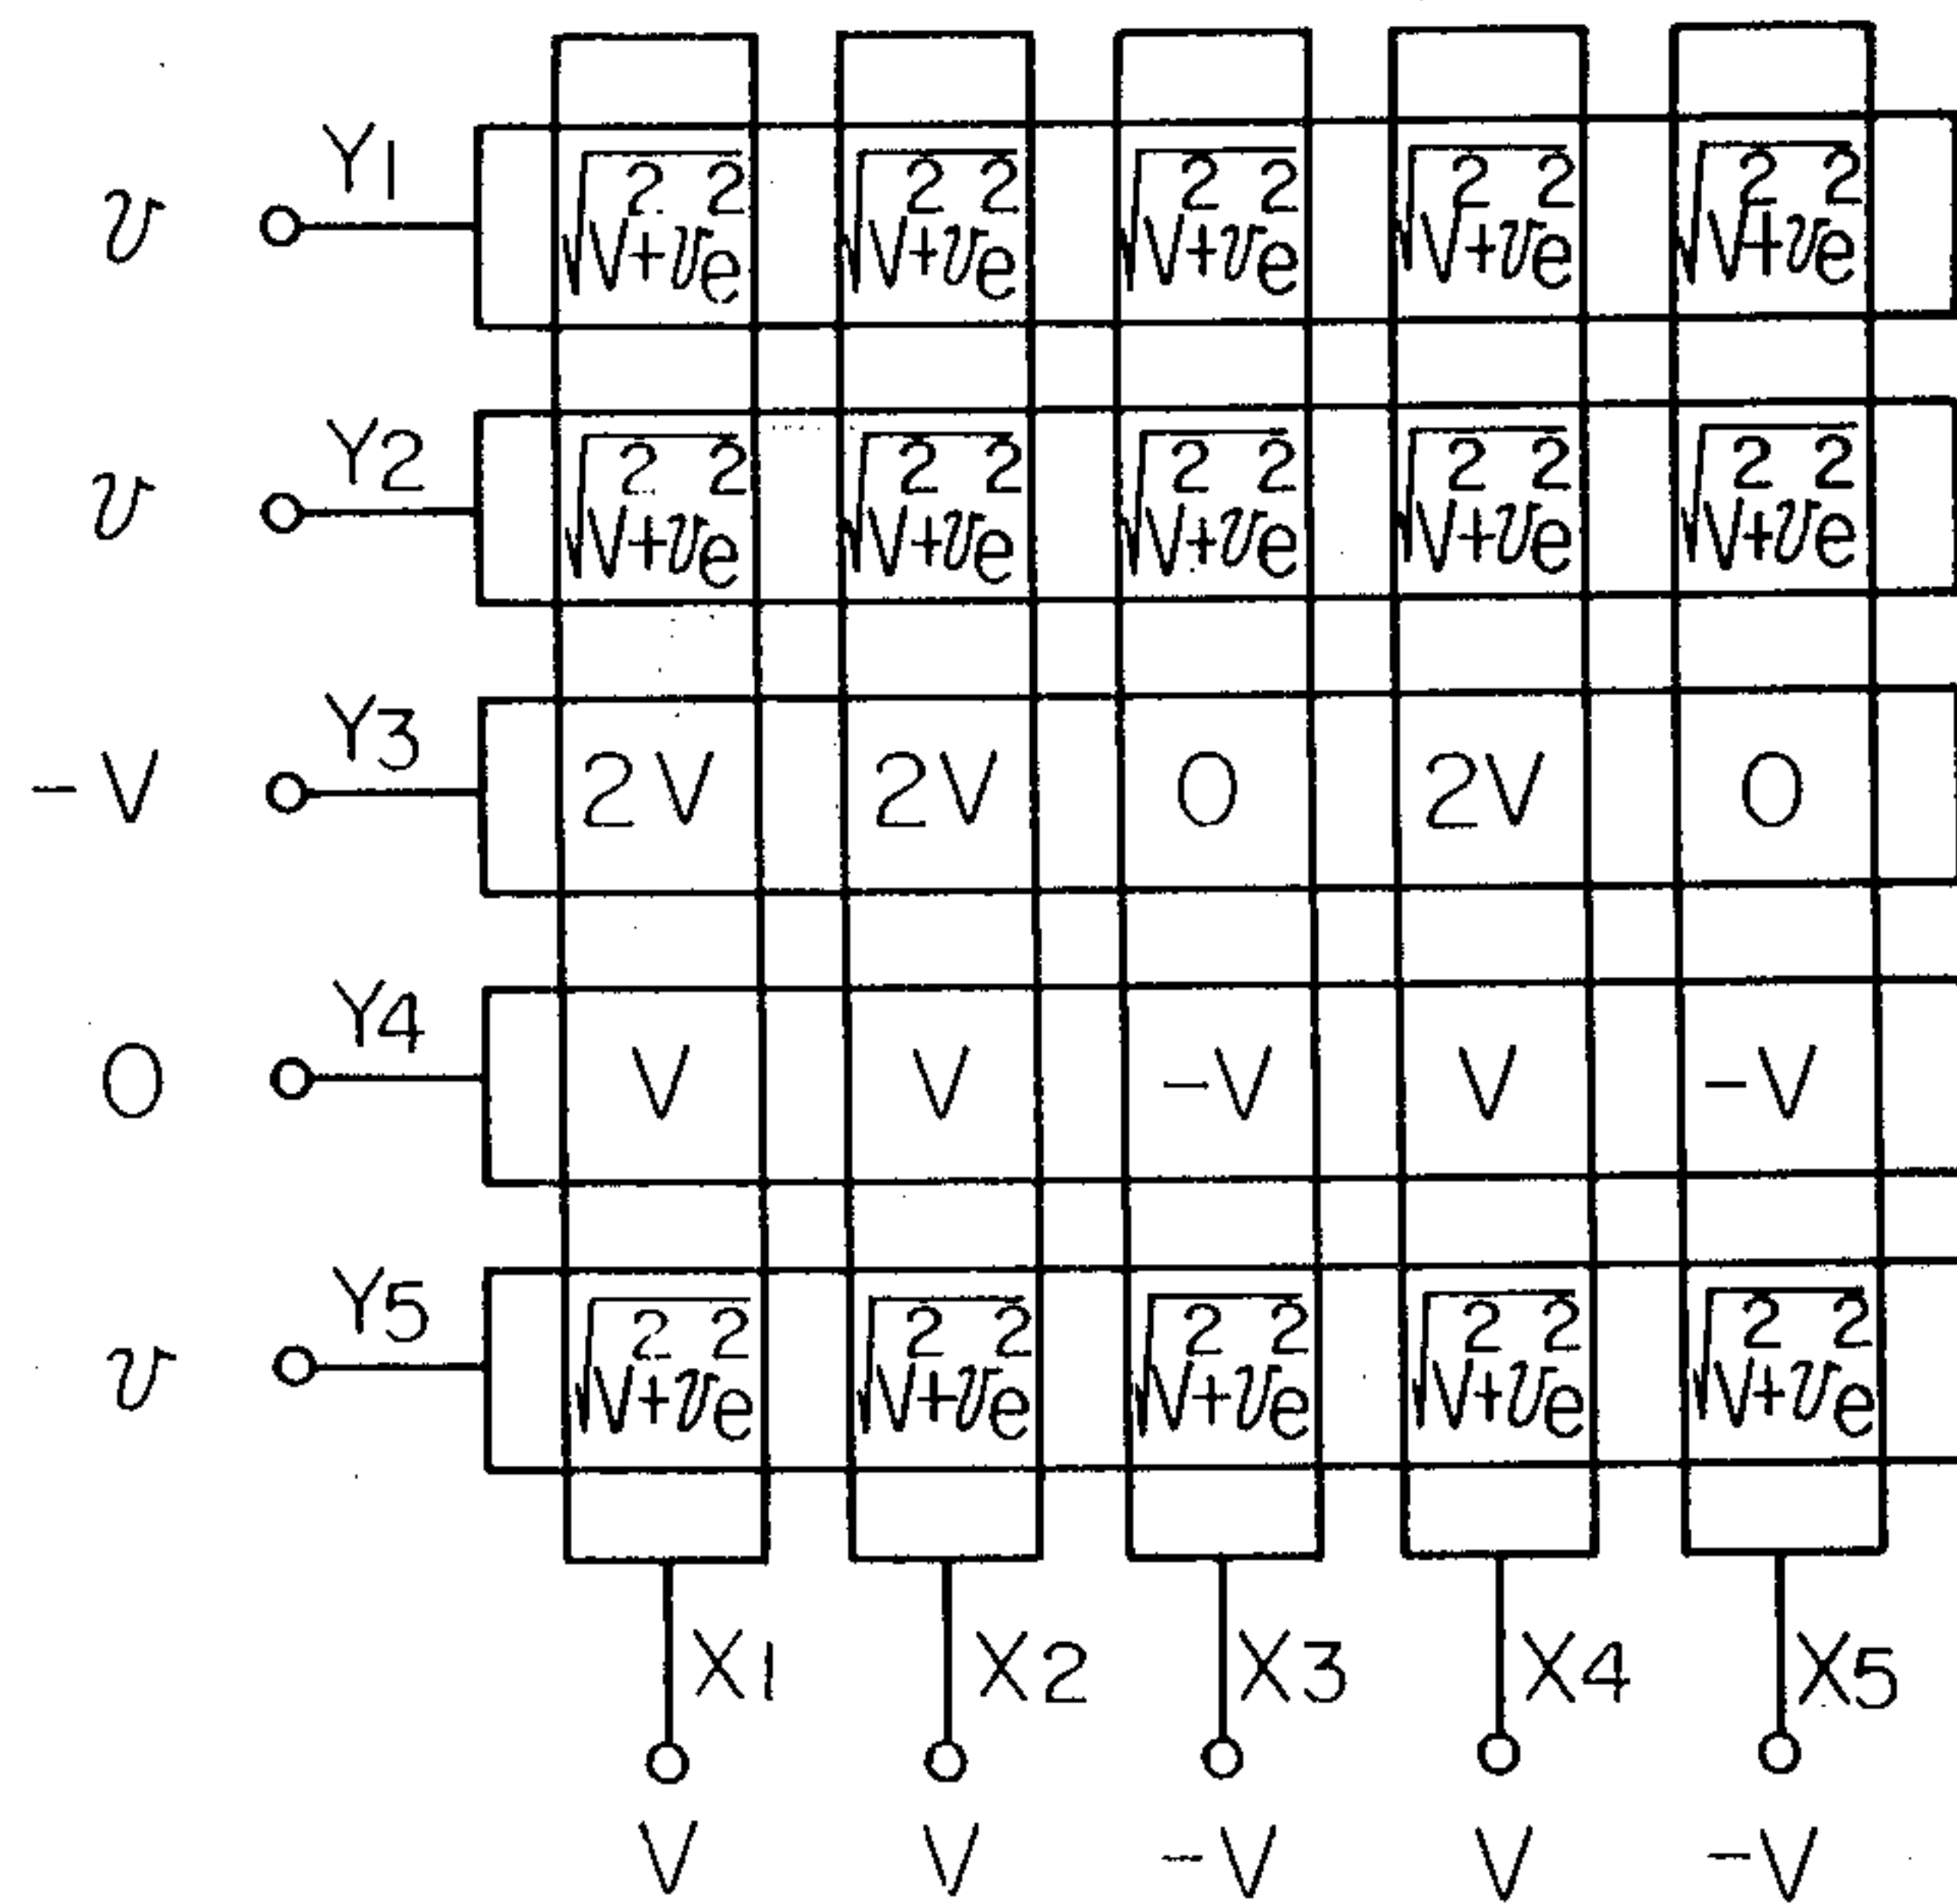 Y1
v √V²+ve² √V²+ve² √V²+ve² √V²+ve² √V²+ve²
Y2
v √V²+ve² √V²+ve² √V²+ve² √V²+ve² √V²+ve²
Y3
-V 2V 2V 0 2V 0
Y4
0 V V -V V -V
Y5
v √V²+ve² √V²+ve² √V²+ve² √V²+ve² √V²+ve²
X1 X2 X3 X4 X5
V V -V V -V